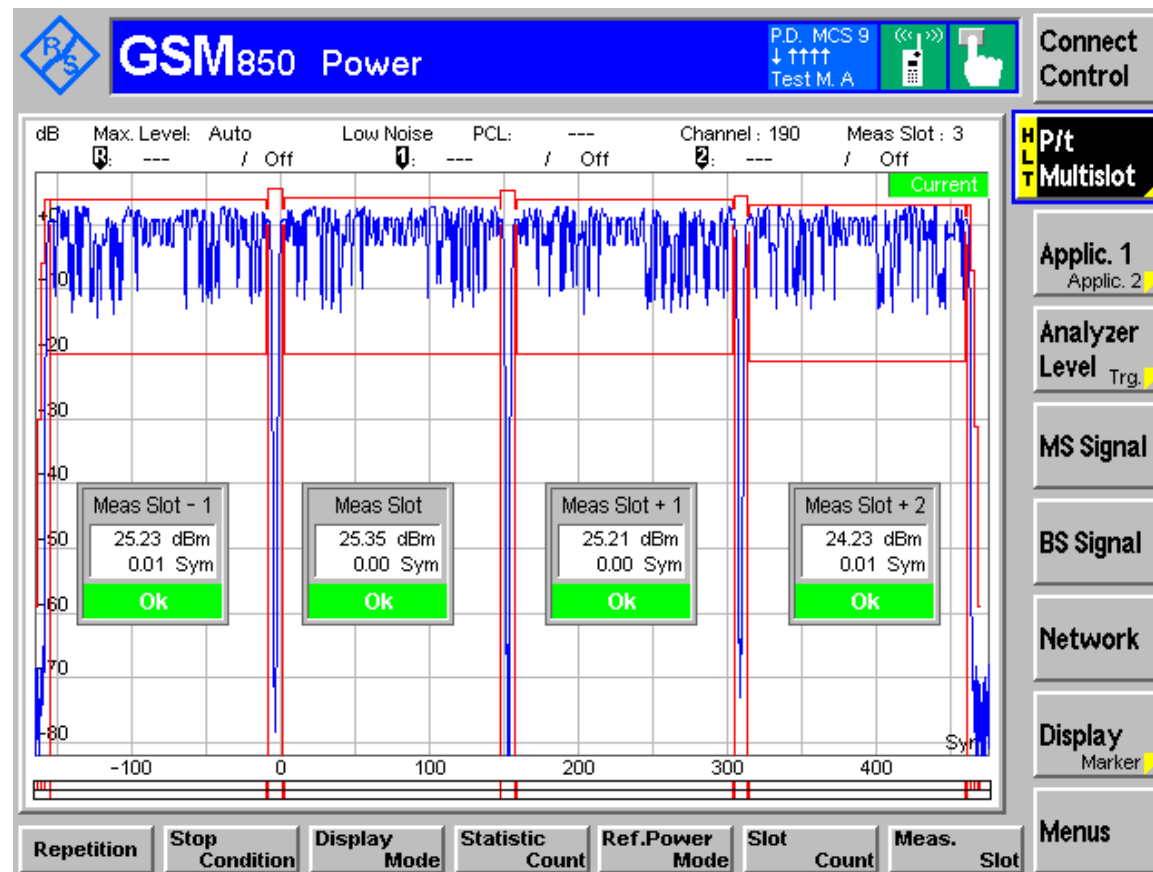 R/S
GSM850 Power
P.D. MCS 9
↓ ↑↑↑↑
Test M. A
Connect
Control
dB Max. Level: Auto Low Noise PCL: --- Channel : 190 Meas Slot : 3
R: --- / Off 1: --- / Off 2: --- / Off
HLT
P/t
Multislot
Current
+0
-10
-20
-30
-40
-50
-60
-70
-80
Applic. 1
Applic. 2
Analyzer
Level Trg.
MS Signal
Meas Slot - 1
25.23 dBm
0.01 Sym
Ok
Meas Slot
25.35 dBm
0.00 Sym
Ok
Meas Slot + 1
25.21 dBm
0.00 Sym
Ok
Meas Slot + 2
24.23 dBm
0.01 Sym
Ok
BS Signal
Network
Sym
-100 0 100 200 300 400
Display
Marker
Menus
Repetition
Stop
Condition
Display
Mode
Statistic
Count
Ref.Power
Mode
Slot
Count
Meas.
Slot